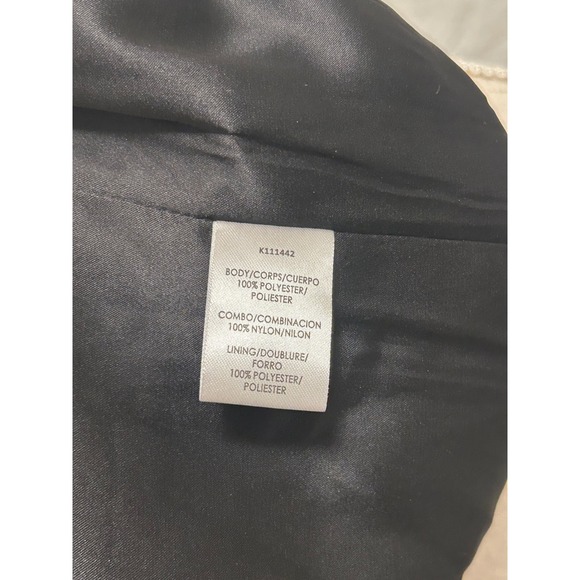 K111442
BODY/CORPS/CUERPO
100% POLYESTER/
POLIESTER
COMBO/COMBINACION
100% NYLON/NILON
LINING/DOUBLURE/
FORRO
100% POLYESTER/
POLIESTER